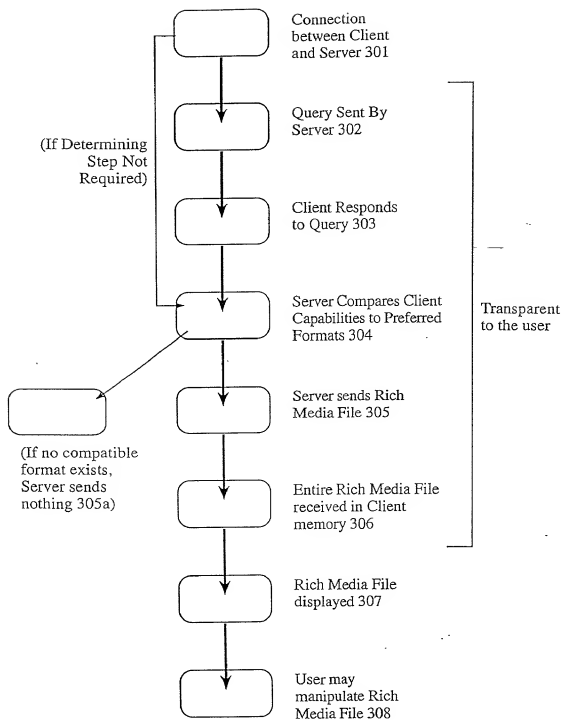 Connection
between Client
and Server 301
Query Sent By
Server 302
(If Determining
Step Not
Required)
Client Responds
to Query 303
Server Compares Client
Capabilities to Preferred
Formats 304
Transparent
to the user
Server sends Rich
Media File 305
(If no compatible
format exists,
Server sends
nothing 305a)
Entire Rich Media File
received in Client
memory 306
Rich Media File
displayed 307
User may
manipulate Rich
Media File 308